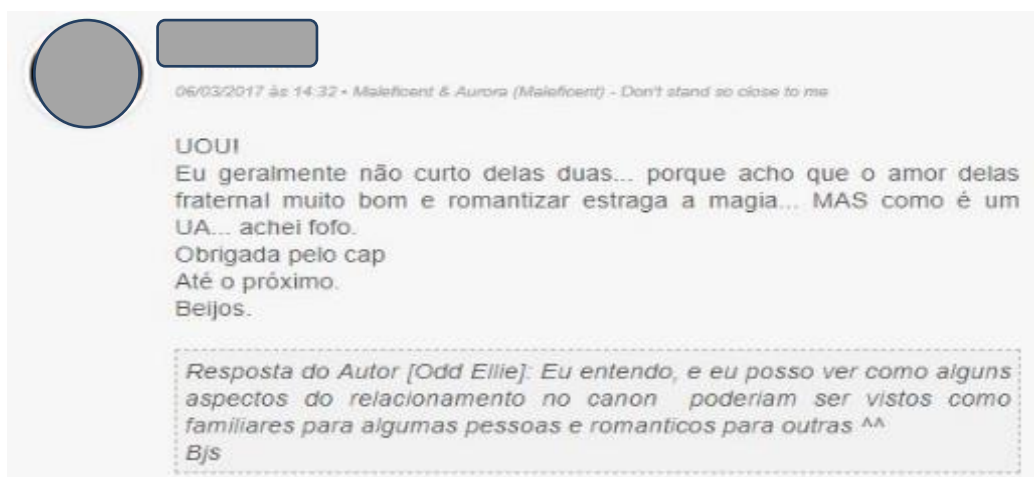 06/03/2017 às 14:32 • Maleficent & Aurora (Maleficent) - Don't stand so close to me
UOU!
Eu geralmente não curto delas duas... porque acho que o amor delas
fraternal muito bom e romantizar estraga a magia... MAS como é um
UA... achei fofo.
Obrigada pelo cap
Até o próximo.
Beijos.
Resposta do Autor [Odd Ellie]: Eu entendo, e eu posso ver como alguns
aspectos do relacionamento no canon poderiam ser vistos como
familiares para algumas pessoas e romanticos para outras ^^
Bjs